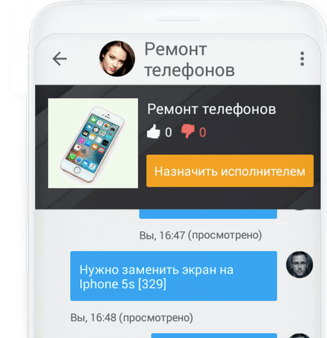 Ремонт
телефонов
Ремонт телефонов
0 0
Назначить исполнителем
Вы, 16:47 (просмотрено)
Нужно заменить экран на
Iphone 5s [329]
Вы, 16:48 (просмотрено)